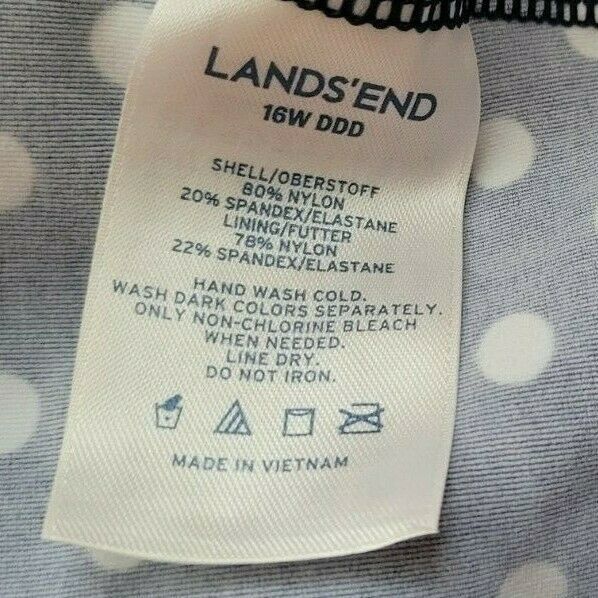 LANDS'END
16W DDD
SHELL/OBERSTOFF
80% NYLON
20% SPANDEX/ELASTANE
LINING/FUTTER
78% NYLON
22% SPANDEX/ELASTANE
HAND WASH COLD.
WASH DARK COLORS SEPARATELY.
ONLY NON-CHLORINE BLEACH
WHEN NEEDED.
LINE DRY.
DO NOT IRON.
MADE IN VIETNAM